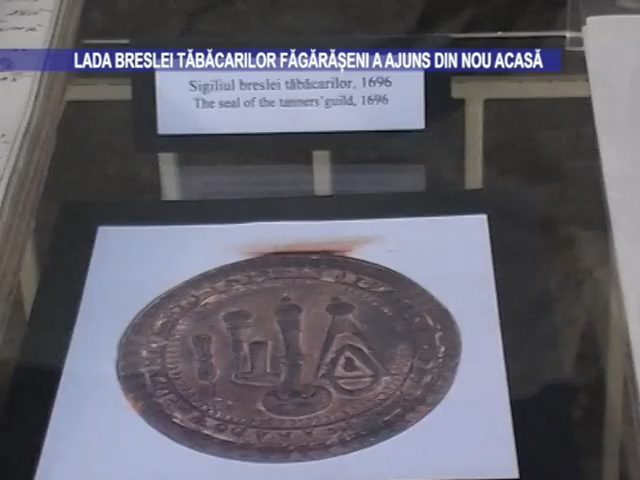 LADA BRESLEI TĂBĂCARILOR FĂGĂRĂȘENI A AJUNS DIN NOU ACASĂ
Sigiliul breslei tăbăcarilor, 1696
The seal of the tanners' guild, 1696